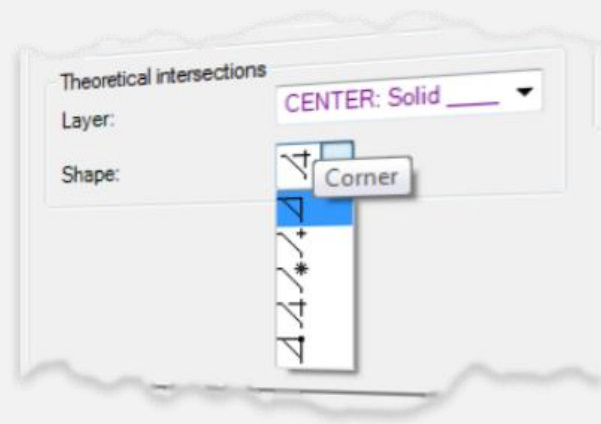 Theoretical intersections
Layer:
CENTER: Solid ____
Shape:
Corner